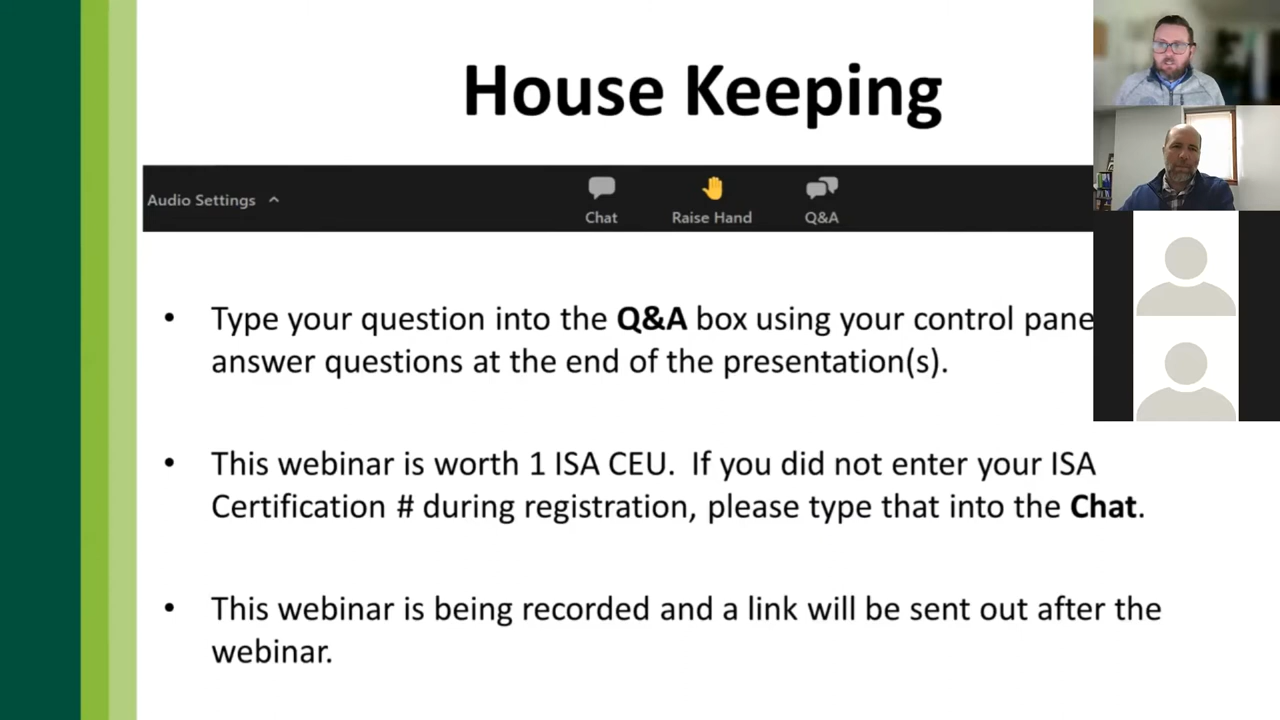 House Keeping
Audio Settings
Chat
Raise Hand
Q&A
• Type your question into the Q&A box using your control pane
answer questions at the end of the presentation(s).
• This webinar is worth 1 ISA CEU. If you did not enter your ISA
Certification # during registration, please type that into the Chat.
• This webinar is being recorded and a link will be sent out after the
webinar.